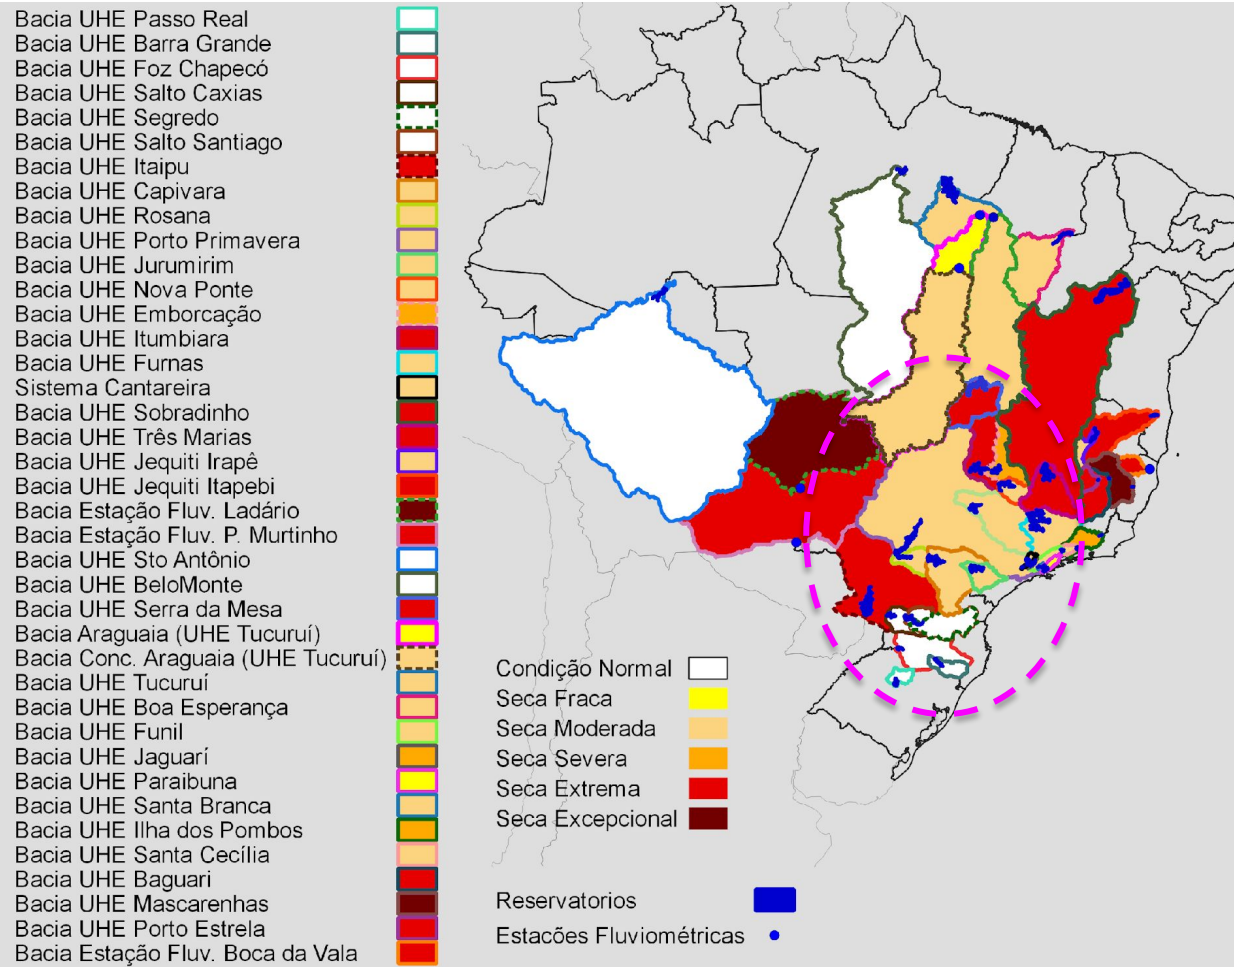 Bacia UHE Passo Real
Bacia UHE Barra Grande
Bacia UHE Foz Chapecó
Bacia UHE Salto Caxias
Bacia UHE Segredo
Bacia UHE Salto Santiago
Bacia UHE Itaipu
Bacia UHE Capivara
Bacia UHE Rosana
Bacia UHE Porto Primavera
Bacia UHE Jurumirim
Bacia UHE Nova Ponte
Bacia UHE Emborcação
Bacia UHE Itumbiara
Bacia UHE Furnas
Sistema Cantareira
Bacia UHE Sobradinho
Bacia UHE Três Marias
Bacia UHE Jequiti Irapê
Bacia UHE Jequiti Itapebi
Bacia Estação Fluv. Ladário
Bacia Estação Fluv. P. Murtinho
Bacia UHE Sto Antônio
Bacia UHE BeloMonte
Bacia UHE Serra da Mesa
Bacia Araguaia (UHE Tucuruí)
Bacia Conc. Araguaia (UHE Tucuruí)
Bacia UHE Tucuruí
Bacia UHE Boa Esperança
Bacia UHE Funil
Bacia UHE Jaguarí
Bacia UHE Paraibuna
Bacia UHE Santa Branca
Bacia UHE Ilha dos Pombos
Bacia UHE Santa Cecília
Bacia UHE Baguari
Bacia UHE Mascarenhas
Bacia UHE Porto Estrela
Bacia Estação Fluv. Boca da Vala
Condição Normal
Seca Fraca
Seca Moderada
Seca Severa
Seca Extrema
Seca Excepcional
Reservatorios
Estacões Fluviométricas